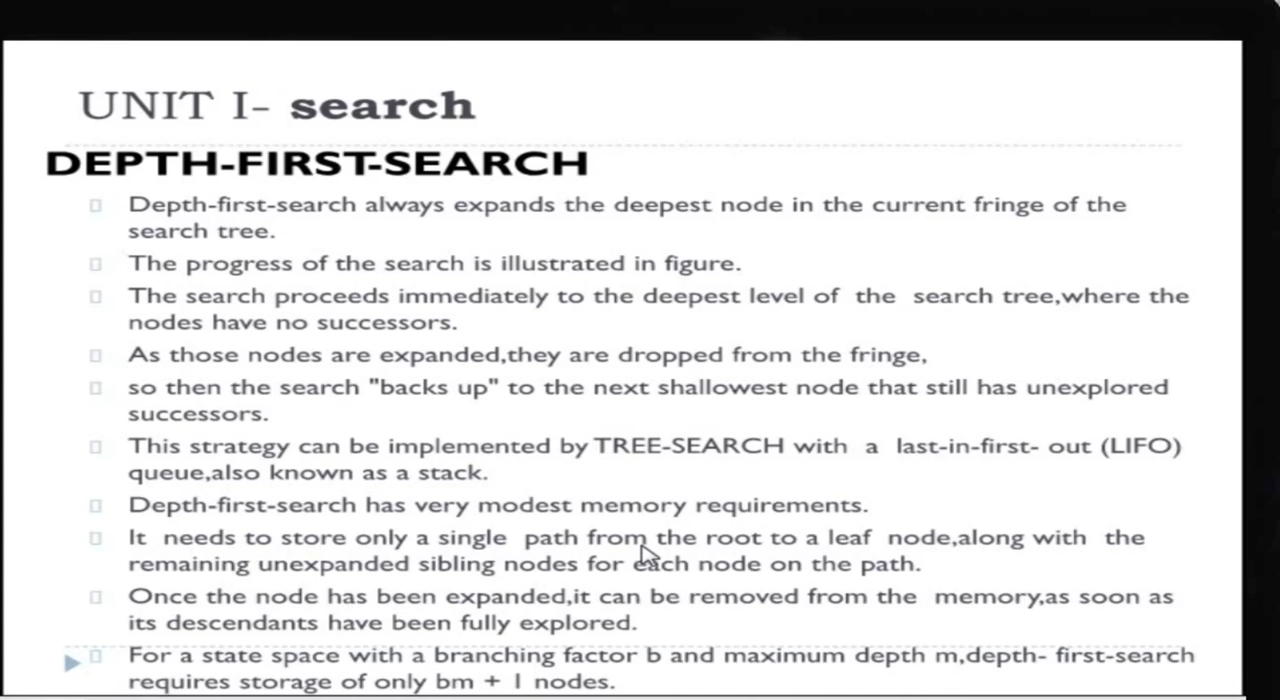 UNIT I- search
DEPTH-FIRST-SEARCH
Depth-first-search always expands the deepest node in the current fringe of the
search tree.
The progress of the search is illustrated in figure.
The search proceeds immediately to the deepest level of the search tree,where the
nodes have no successors.
As those nodes are expanded,they are dropped from the fringe,
so then the search "backs up" to the next shallowest node that still has unexplored
successors.
This strategy can be implemented by TREE-SEARCH with a last-in-first- out (LIFO)
queue,also known as a stack.
Depth-first-search has very modest memory requirements.
It needs to store only a single path from the root to a leaf node,along with the
remaining unexpanded sibling nodes for each node on the path.
Once the node has been expanded,it can be removed from the memory,as soon as
its descendants have been fully explored.
For a state space with a branching factor b and maximum depth m,depth- first-search
requires storage of only bm + 1 nodes.